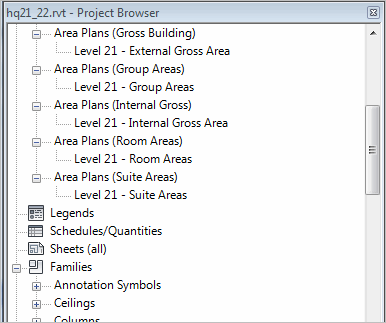 hq21_22.rvt - Project Browser
Area Plans (Gross Building)
Level 21 - External Gross Area
Area Plans (Group Areas)
Level 21 - Group Areas
Area Plans (Internal Gross)
Level 21 - Internal Gross Area
Area Plans (Room Areas)
Level 21 - Room Areas
Area Plans (Suite Areas)
Level 21 - Suite Areas
Legends
Schedules/Quantities
Sheets (all)
Families
Annotation Symbols
Ceilings
Columns